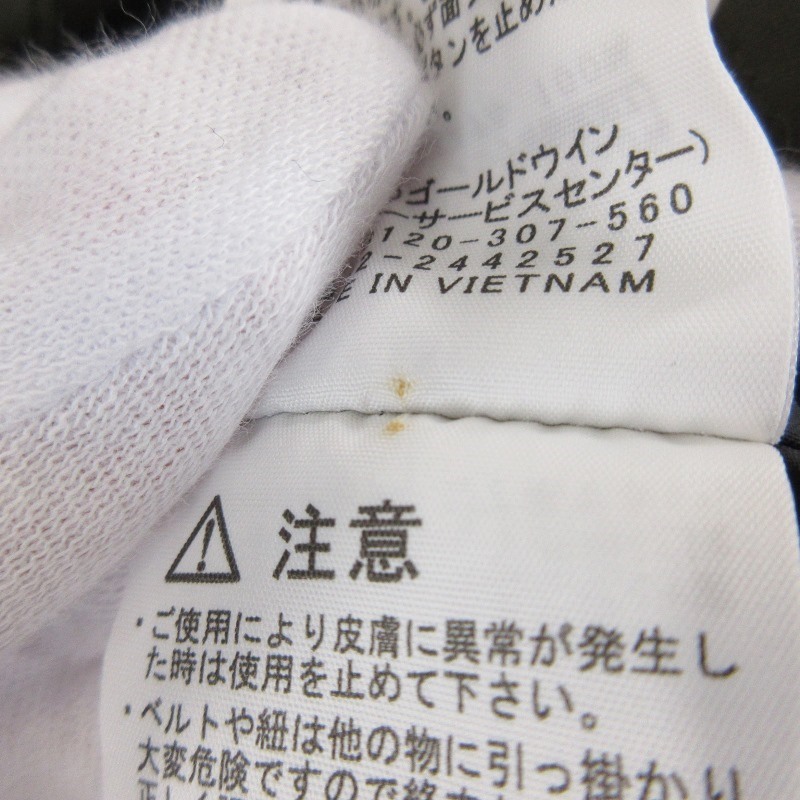 タンを止めた
ゴールドウイン
サービスセンター)
120-307-560
2-2442527
IN VIETNAM
注意
・ご使用により皮膚に異常が発生し
た時は使用を止めて下さい。
・ベルトや紐は他の物に引っ掛かり
大変危険ですので
正しく